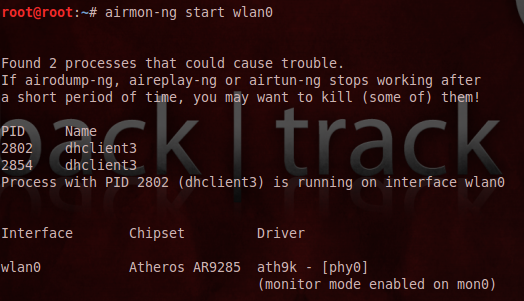 root@root:~# airmon-ng start wlan0
Found 2 processes that could cause trouble.
If airodump-ng, aireplay-ng or airtun-ng stops working after
a short period of time, you may want to kill (some of) them!
back | track
PID Name
2802 dhclient3
2854 dhclient3
Process with PID 2802 (dhclient3) is running on interface wlan0
Interface Chipset Driver
wlan0 Atheros AR9285 ath9k - [phy0]
(monitor mode enabled on mon0)